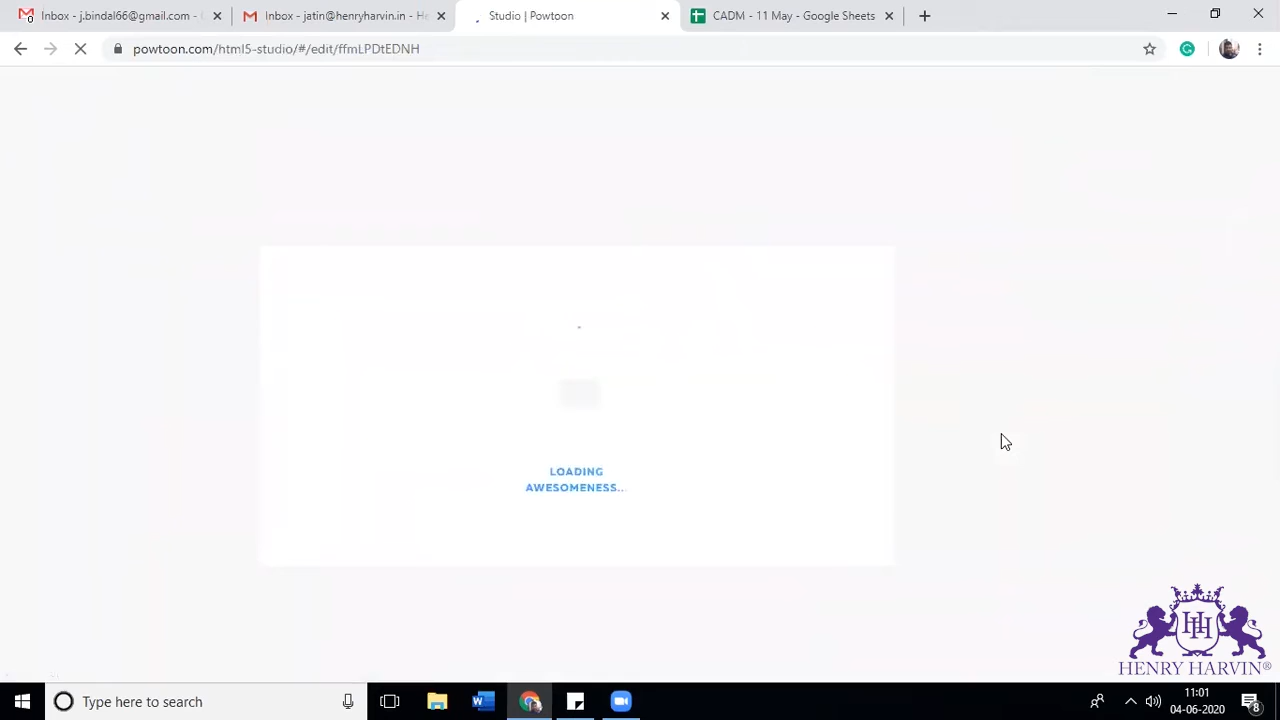 Inbox - j.bindal66@gmail.com - G
Inbox - jatin@henryharvin.in - He
Studio | Powtoon
CADM - 11 May - Google Sheets
powtoon.com/html5-studio/#/edit/ffmLPDtEDNH
LOADING
AWESOMENESS...
HENRY HARVIN®
Type here to search
11:01
04-06-2020
8